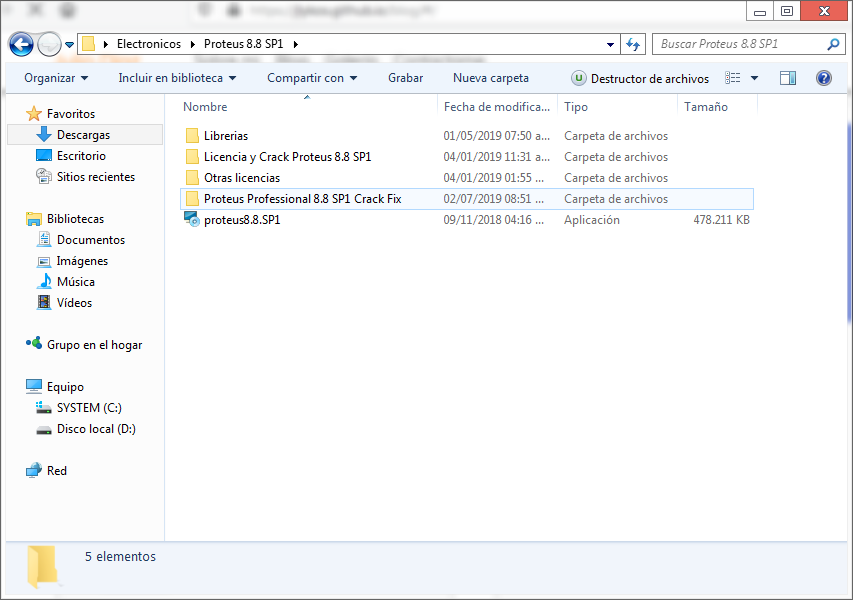 Electronicos Proteus 8.8 SP1
Buscar Proteus 8.8 SP1
Organizar Incluir en biblioteca Compartir con Grabar Nueva carpeta Destructor de archivos
Nombre Fecha de modifica... Tipo Tamaño
Favoritos
Descargas
Escritorio
Sitios recientes
Bibliotecas
Documentos
Imágenes
Música
Vídeos
Grupo en el hogar
Equipo
SYSTEM (C:)
Disco local (D:)
Red
Librerias 01/05/2019 07:50 a... Carpeta de archivos
Licencia y Crack Proteus 8.8 SP1 04/01/2019 11:31 a... Carpeta de archivos
Otras licencias 04/01/2019 01:55 ... Carpeta de archivos
Proteus Professional 8.8 SP1 Crack Fix 02/07/2019 08:51 ... Carpeta de archivos
proteus8.8.SP1 09/11/2018 04:16 ... Aplicación 478.211 KB
5 elementos